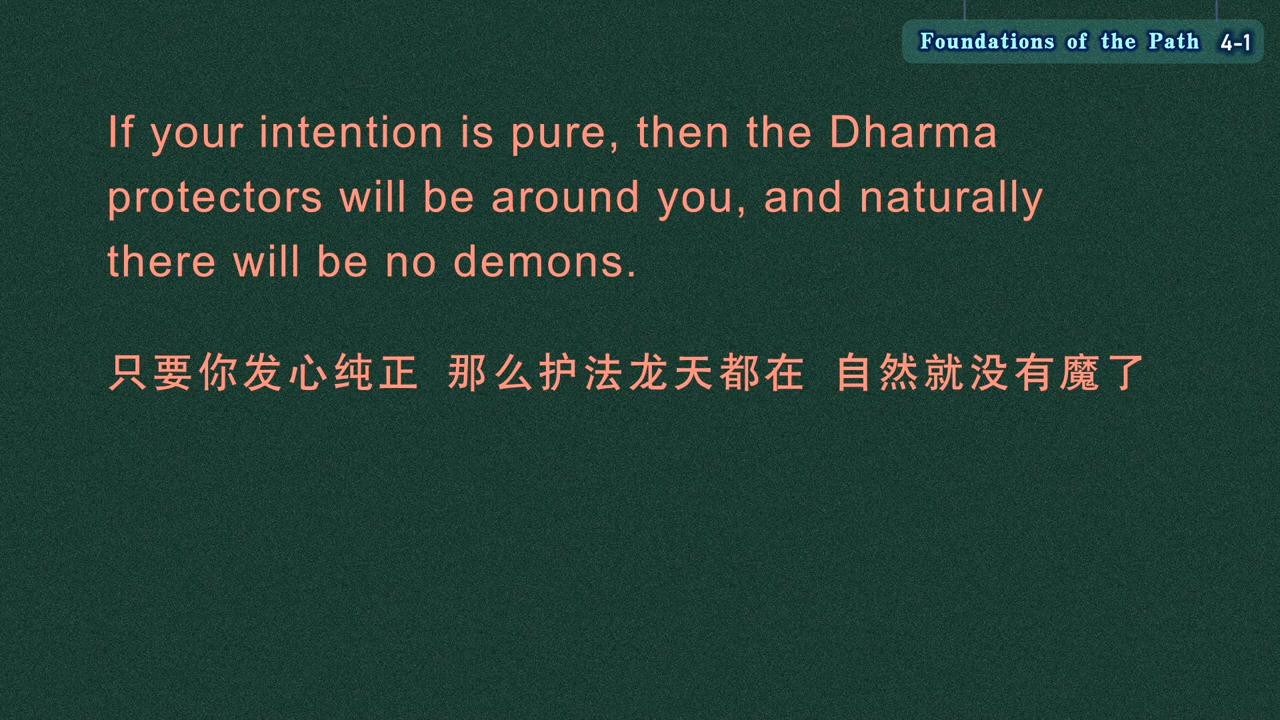 Foundations of the Path 4-1
If your intention is pure, then the Dharma
protectors will be around you, and naturally
there will be no demons.
只要你发心纯正 那么护法龙天都在 自然就没有魔了